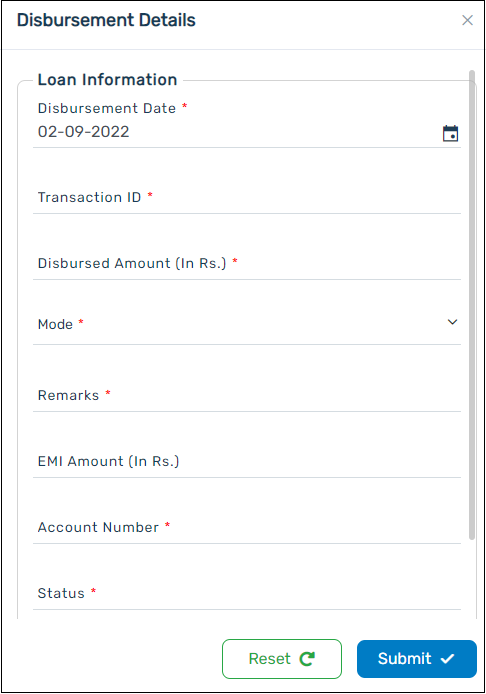 Disbursement Details
Loan Information
Disbursement Date *
02-09-2022
Transaction ID *
Disbursed Amount (In Rs.) *
Mode *
Remarks *
EMI Amount (In Rs.)
Account Number *
Status *
Reset
Submit